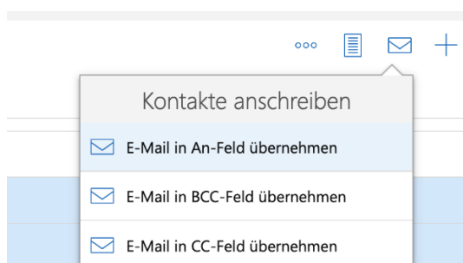 Kontakte anschreiben
E-Mail in An-Feld übernehmen
E-Mail in BCC-Feld übernehmen
E-Mail in CC-Feld übernehmen